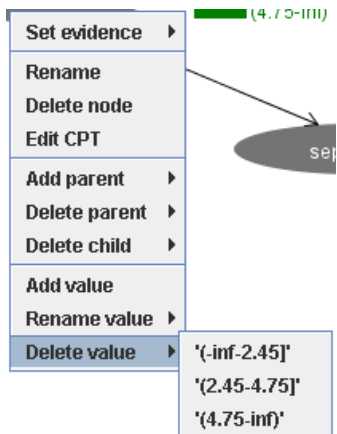 (4.75-inf)
Set evidence
Rename
Delete node
Edit CPT
sep
Add parent
Delete parent
Delete child
Add value
Rename value
Delete value
'(-inf-2.45]'
'(2.45-4.75]'
'(4.75-inf)'